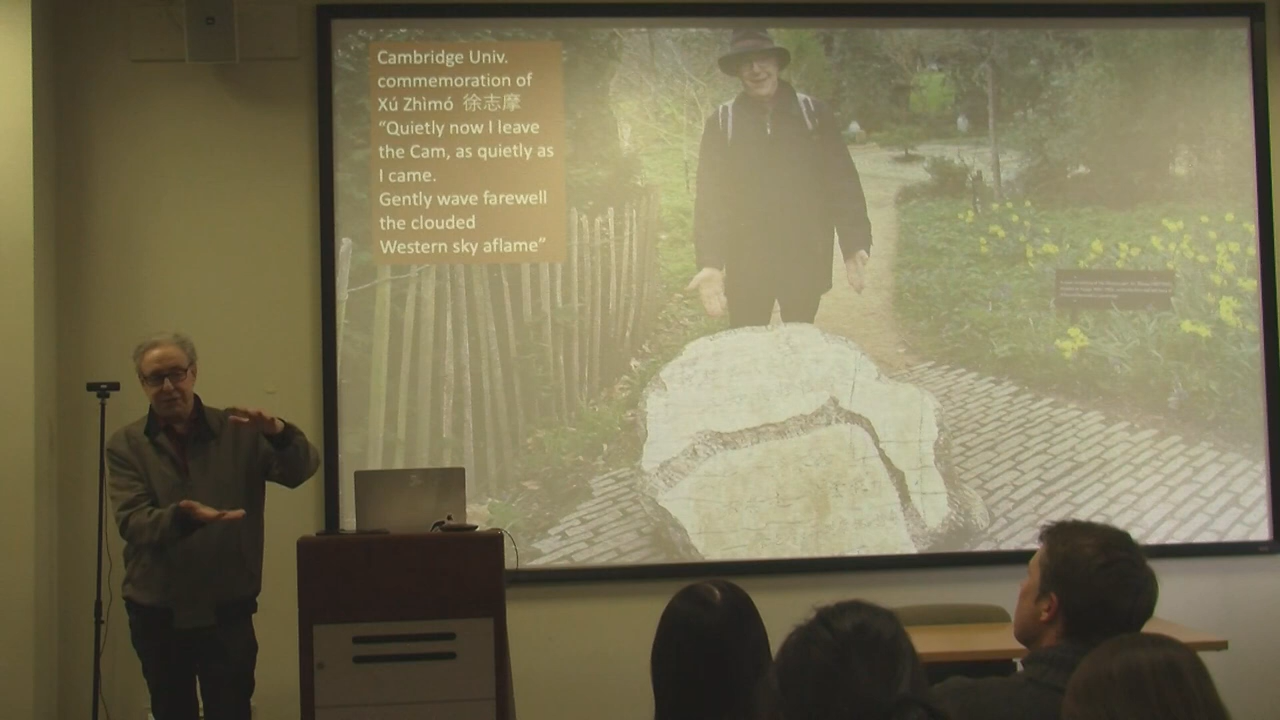 Cambridge Univ.
commemoration of
Xú Zhìmó 徐志摩
“Quietly now I leave
the Cam, as quietly as
I came.
Gently wave farewell
the clouded
Western sky aflame”